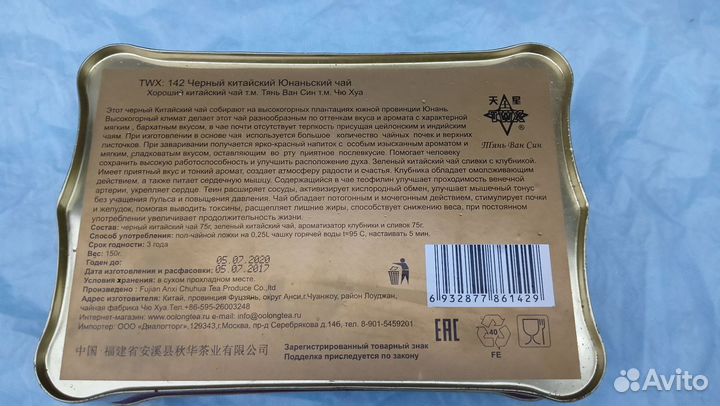 TWX: 142 Черный китайский Юнаньский чай
Хороший китайский чай т.м. Тянь Ван Син т.м. Чю Хуа
Этот черный Китайский чай собирают на высокогорных плантациях южной провинции Юнань.
Высокогорный климат делает этот чай разнообразным по оттенкам вкуса и аромата с характерной
мягким , бархатным вкусом, в чае почти отсутствует терпкость присущая цейлонским и индийским
чаям. При изготовлении в основе чая используется большое количество чайных почек и верхних
листочков. При заваривании получается ярко-красный напиток с особым изысканным ароматом и
мягким, сладковатым вкусом, оставляющим во рту приятное послевкусие. Помогает человеку
сохранить высокую работоспособность и улучшить расположение духа. Зеленый китайский чай сливки с клубникой.
Имеет приятный вкус и тонкий аромат, создает атмосферу радости и счастья. Клубника обладает омолаживающим
действием, а также питает сердечную мышцу. Содержащийся в чае теофилин улучшает проходимость венечной
артерии, укрепляет сердце. Теин расширяет сосуды, активизирует кислородный обмен, улучшает мышечный тонус
без учащения пульса и повышения давления. Чай обладает потогонным и мочегонным действием, стимулирует почки
и желудок, помогая выводить токсины, расщепляет лишние жиры, способствует снижению веса, при постоянном
употреблении увеличивает продолжительность жизни.
Состав: черный китайский чай 75г, зеленый китайский чай, ароматизатор клубники и сливок 75г.
Способ употребления: пол-чайной ложки на 0,25L чашку горячей воды t=95 C, настаивать 5 мин.
Срок годности: 3 года
Вес: 150г.
Годен до: 05.07.2020
Дата изготовления и расфасовки: 05.07.2017
Условия хранения: в сухом прохладном месте.
Произведено : Fujian Anxi Chuhua Tea Produce Co.,ltd
Адрес изготовителя: Китай, провинция Фуцзянь, округ Анси,г.Чуанкоу, район Лоуджан,
чайная фабрика Чю Хуа Тел.+86-595-26003248
Интернет-магазин: www.oolongtea.ru e-mail: info@oolongtea.ru
Импортер: ООО «Диалогторг»,129343,г.Москва, пр-д Серебрякова д.14б, тел. 8-901-5459201
中国·福建省安溪县秋华茶业有限公司
Зарегистрированный товарный знак
Подделка приследуется по закону
天王星
TWX ®
Тянь Ван Син
6 932877 861429
EAC
40
FE
Avito